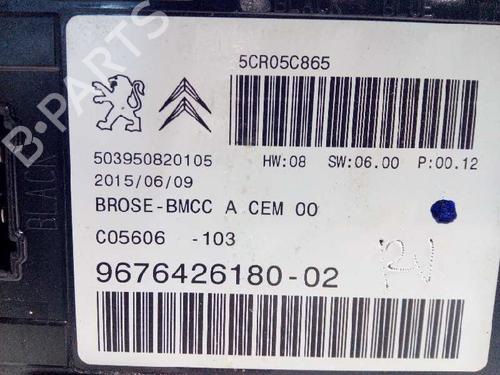 5CR05C865
503950820105 HW:08 SW:06.00 P:00.12
2015/06/09
BROSE-BMCC A CEM 00
C05606 -103
9676426180-02
BLACK
B-PARTS